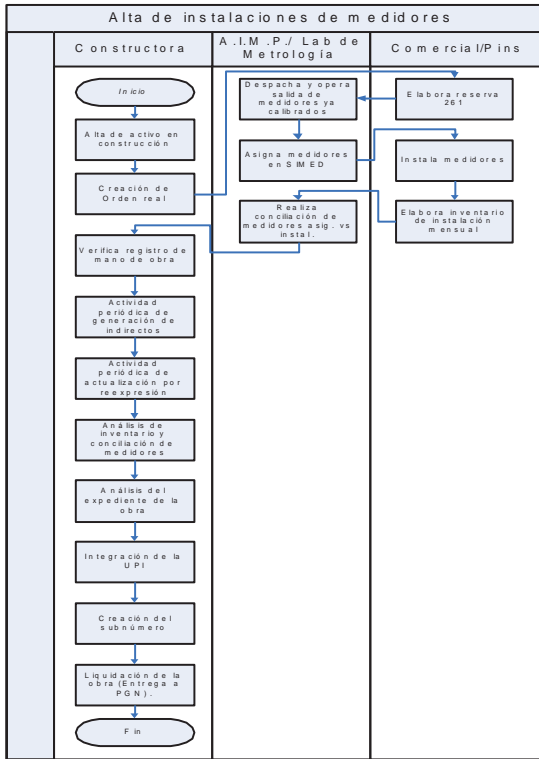 Alta de instalaciones de medidores
Constructora
A.I.M.P./ Lab de
Metrología
Comercial/Pins
Inicio
Alta de activo en
construcción
Creación de
Orden real
Elabora reserva
261
Despacha y opera
salida de
medidores ya
calibrados
Asigna medidores
en SIMED
Instala medidores
Elabora inventario
de instalación
mensual
Realiza
conciliación de
medidores asig. vs
instal.
Verifica registro de
mano de obra
Actividad
periódica de
generación de
indirectos
Actividad
periódica de
actualización por
reexpresión
Análisis de
inventario y
conciliación de
medidores
Análisis del
expediente de la
obra
Integración de la
UPI
Creación del
subnúmero
Liquidación de la
obra (Entrega a
PGN).
Fin